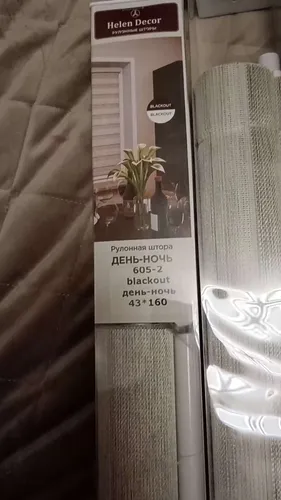 Helen Decor
РУЛОННЫЕ ШТОРЫ
BLACKOUT
BLACKOUT
Рулонная штора
ДЕНЬ-НОЧЬ
605-2
blackout
день-ночь
43*160